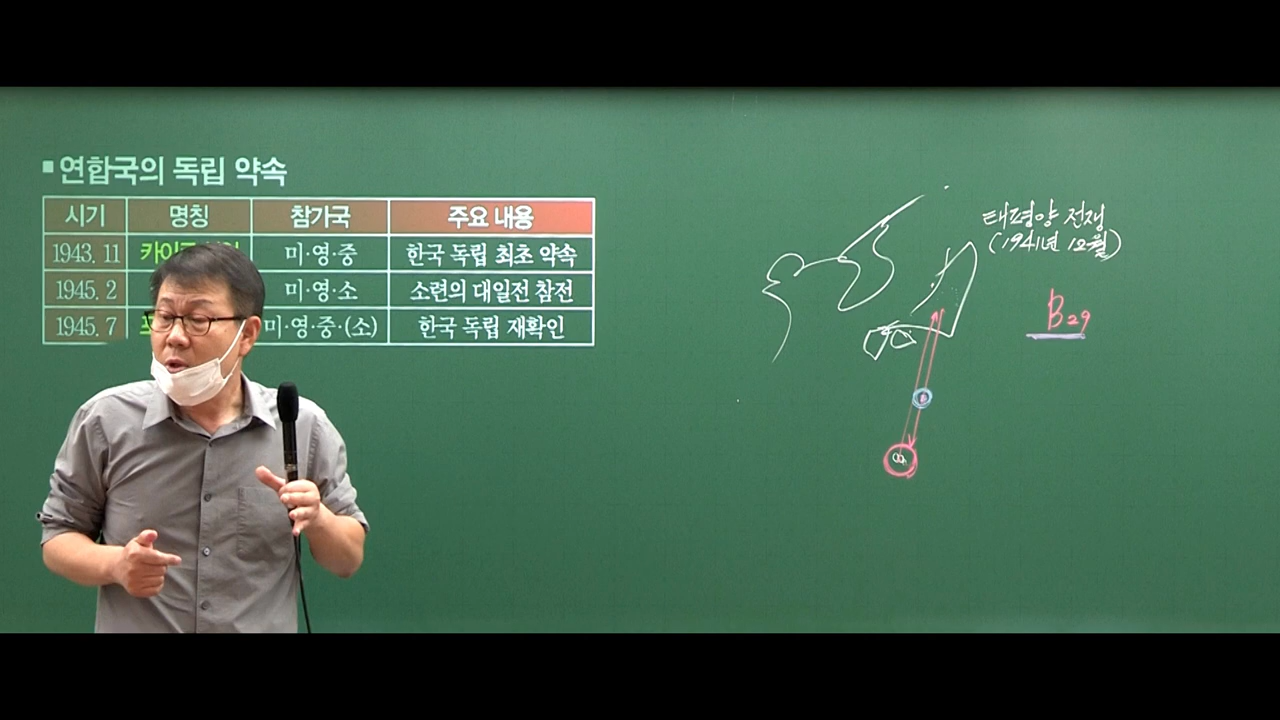 ▪연합국의 독립 약속
시기 명칭 참가국 주요 내용
1943. 11 미·영·중 한국 독립 최초 약속
1945. 2 미·영·소 소련의 대일전 참전
1945. 7 미·영·중·(소) 한국 독립 재확인
태평양 전쟁
(1941년 12월)
B29